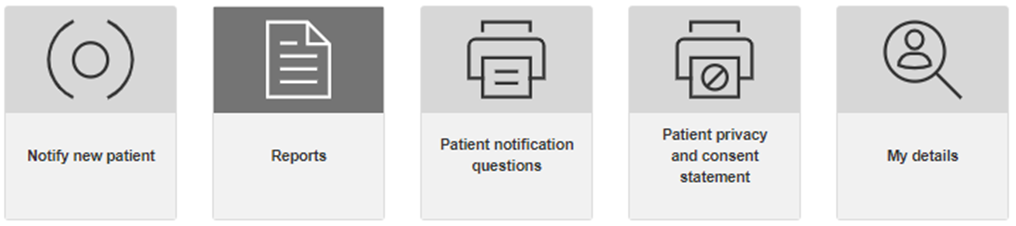 Notify new patient
Reports
Patient notification
questions
Patient privacy
and consent
statement
My details